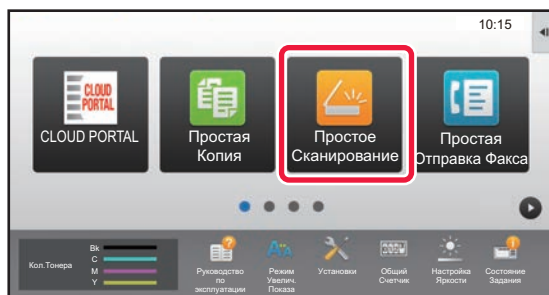 10:15
CLOUD
PORTAL
CLOUD PORTAL
Простая
Копия
Простое
Сканирование
Простая
Отправка Факса
Кол.Тонера
Bk
C
M
Y
Руководство
по
эксплуатации
Режим
Увелич.
Показа
Установки
Общий
Счетчик
Настройка
Яркости
Состояние
Задания